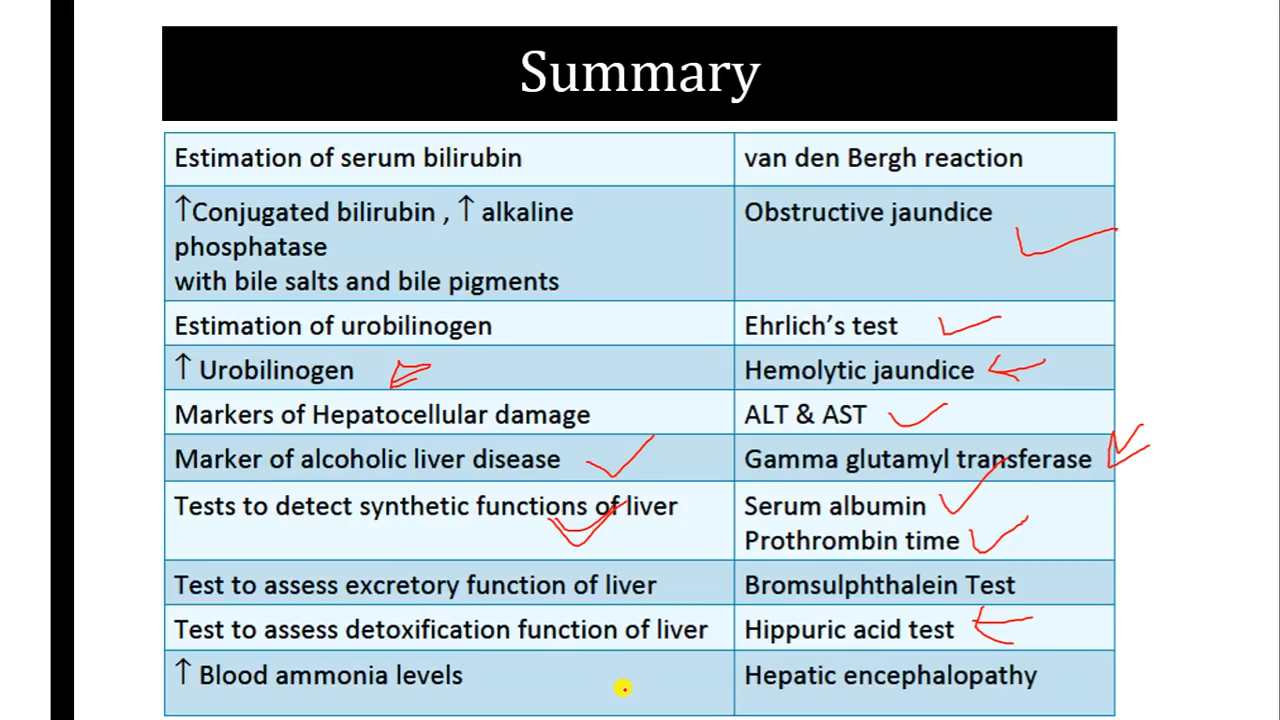 Summary
Estimation of serum bilirubin
van den Bergh reaction
↑Conjugated bilirubin , ↑ alkaline
phosphatase
with bile salts and bile pigments
Obstructive jaundice
Estimation of urobilinogen
Ehrlich’s test
↑ Urobilinogen
Hemolytic jaundice
Markers of Hepatocellular damage
ALT & AST
Marker of alcoholic liver disease
Gamma glutamyl transferase
Tests to detect synthetic functions of liver
Serum albumin
Prothrombin time
Test to assess excretory function of liver
Bromsulphthalein Test
Test to assess detoxification function of liver
Hippuric acid test
↑ Blood ammonia levels
Hepatic encephalopathy